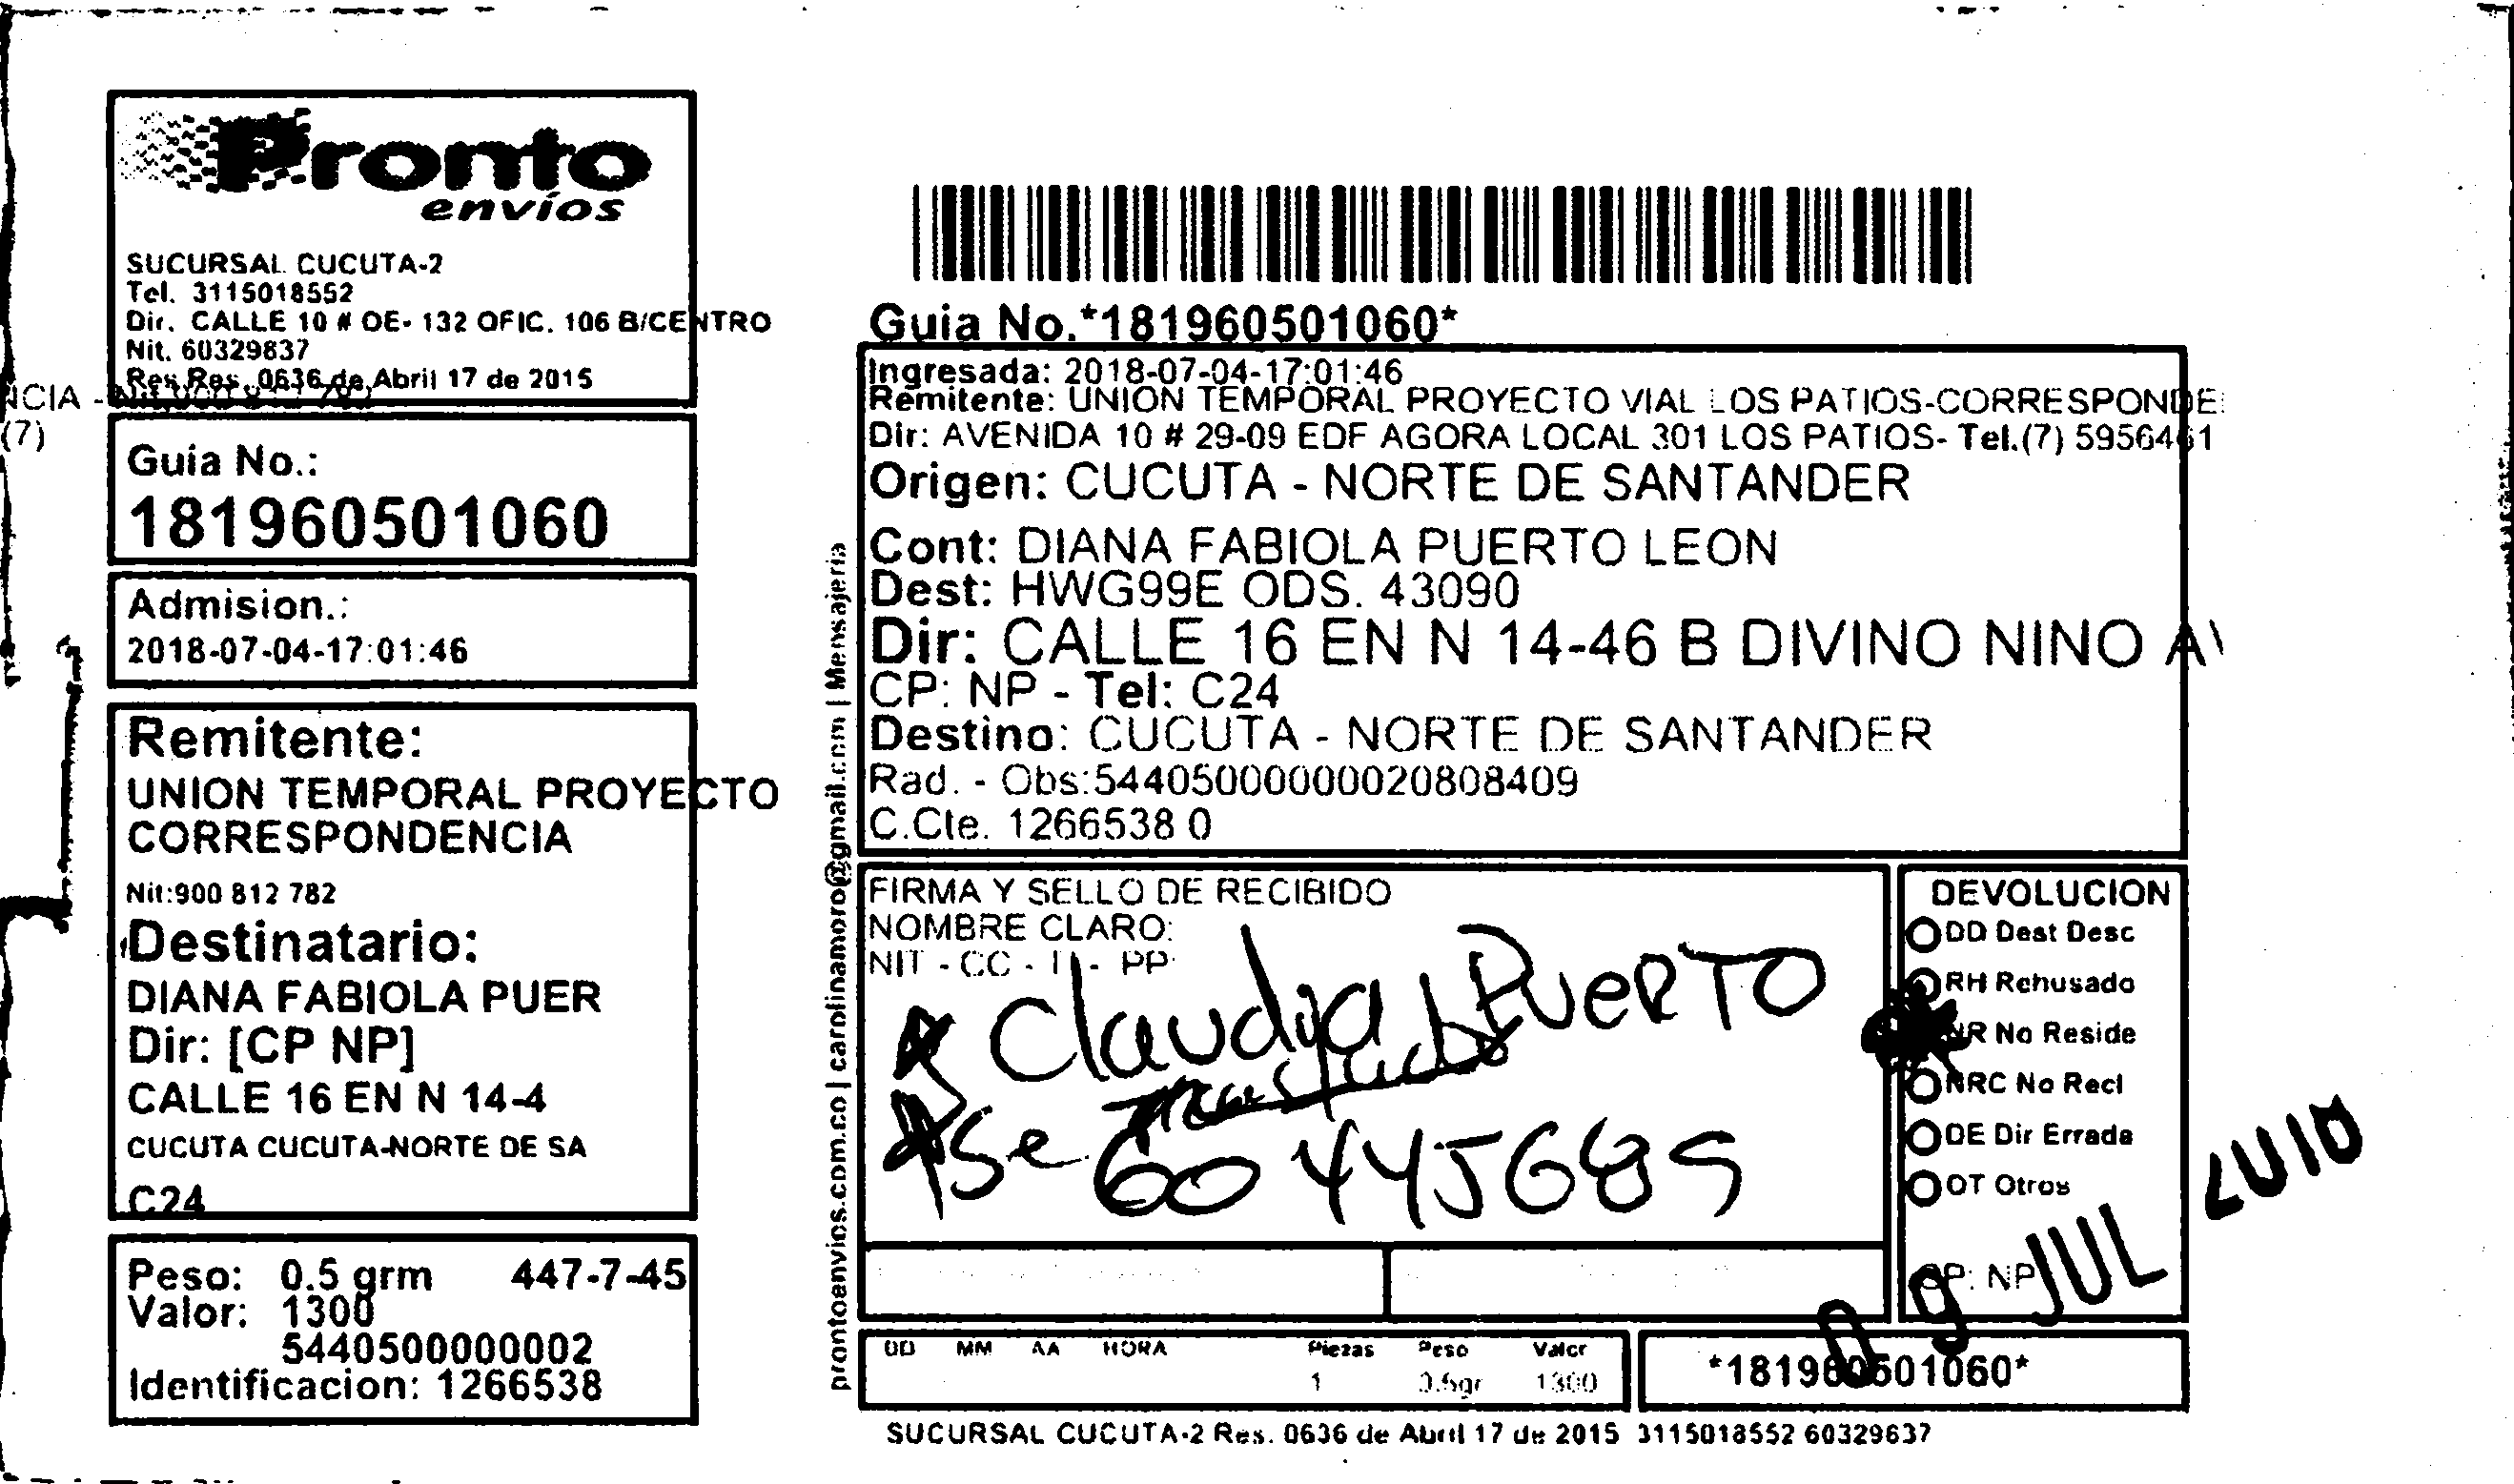 Pronto
envíos
SUCURSAL CUCUTA-2
Tel. 3115018552
Dir. CALLE 10 # OE- 132 OFIC. 106 B/CENTRO
Nit. 60329837
Res Res. 0636 de Abril 17 de 2015
NCIA -
(7)
Guia No.:
181960501060
Admision.:
2018-07-04-17:01:46
Remitente:
UNION TEMPORAL PROYECTO
CORRESPONDENCIA
Nit:900 812 782
Destinatario:
DIANA FABIOLA PUER
Dir: [CP NP]
CALLE 16 EN N 14-4
CUCUTA CUCUTA-NORTE DE SA
C24
Peso: 0.5 grm 447-7-45
Valor: 1300
5440500000002
Identificacion: 1266538
prontoenvios.com.co | carolinamoro@gmail.com | Mensajeria
Guia No.*181960501060*
Ingresada: 2018-07-04-17:01:46
Remitente: UNION TEMPORAL PROYECTO VIAL LOS PATIOS-CORRESPONDE
Dir: AVENIDA 10 # 29-09 EDF AGORA LOCAL 301 LOS PATIOS- Tel.(7) 5956461
Origen: CUCUTA - NORTE DE SANTANDER
Cont: DIANA FABIOLA PUERTO LEON
Dest: HWG99E ODS. 43090
Dir: CALLE 16 EN N 14-46 B DIVINO NINO
CP: NP - Tel: C24
Destino: CUCUTA - NORTE DE SANTANDER
Rad. - Obs:54405000000020808409
C.Cte. 1266538 0
FIRMA Y SELLO DE RECIBIDO
NOMBRE CLARO:
NIT - CC - TI - PP
Claudia PUERTO
se
60445689
DEVOLUCION
DD Dest Desc
RH Rehusado
NR No Reside
NRC No Recl
DE Dir Errada
OT Otros
CP: NP
09 JUL 2018
DD MM AA HORA Piezas Peso Valor
1 0.5gr 1300
*181960501060*
SUCURSAL CUCUTA-2 Res. 0636 de Abril 17 de 2015 3115018552 60329637